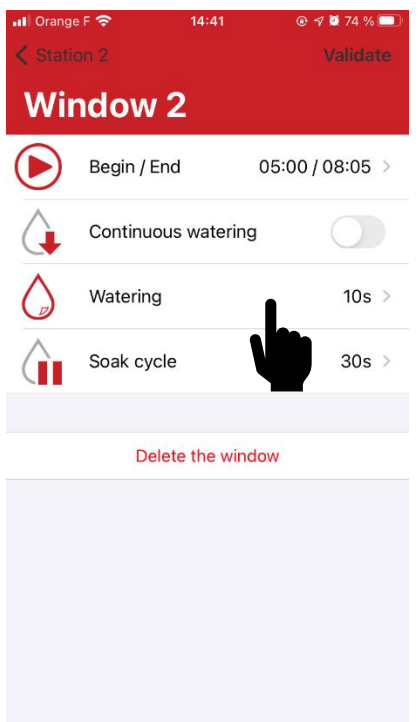 Orange F 14:41 74 %
Station 2 Validate
Window 2
Begin / End 05:00 / 08:05
Continuous watering
Watering 10s
Soak cycle 30s
Delete the window